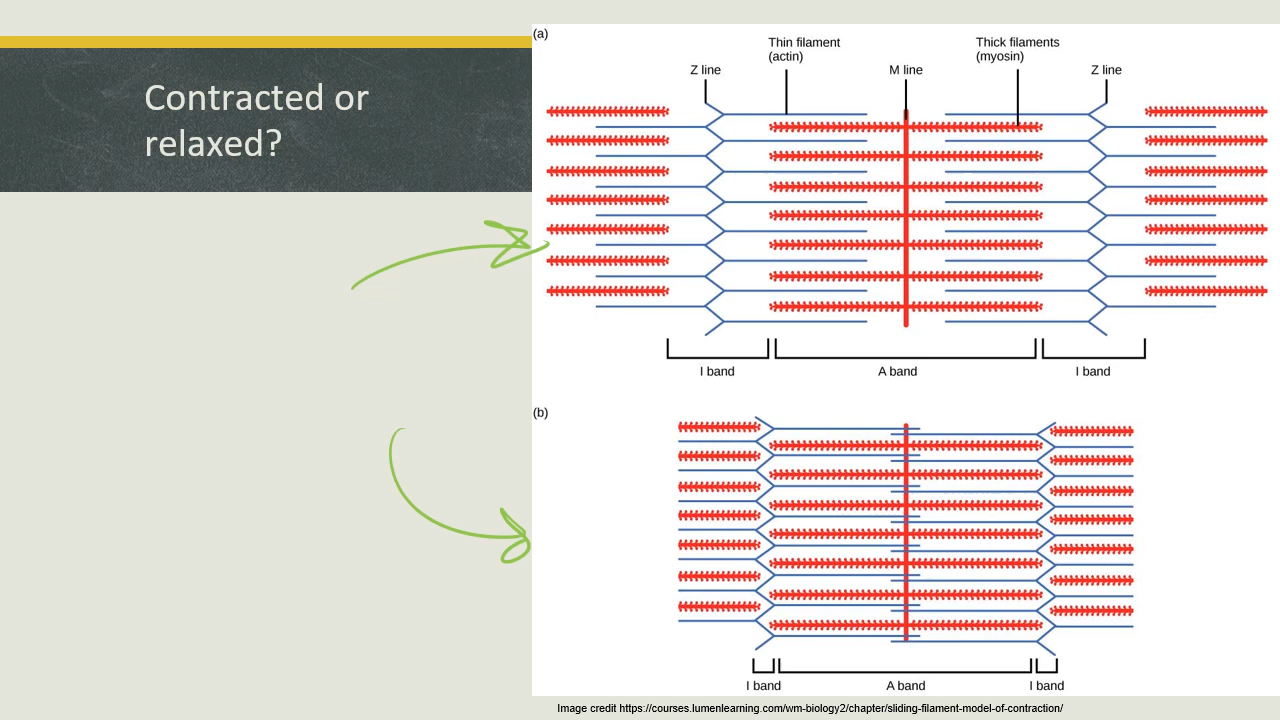 Contracted or
relaxed?
(a)
Thin filament
(actin)
Thick filaments
(myosin)
Z line
M line
Z line
I band
A band
I band
(b)
I band
A band
I band
Image credit https://courses.lumenlearning.com/wm-biology2/chapter/sliding-filament-model-of-contraction/